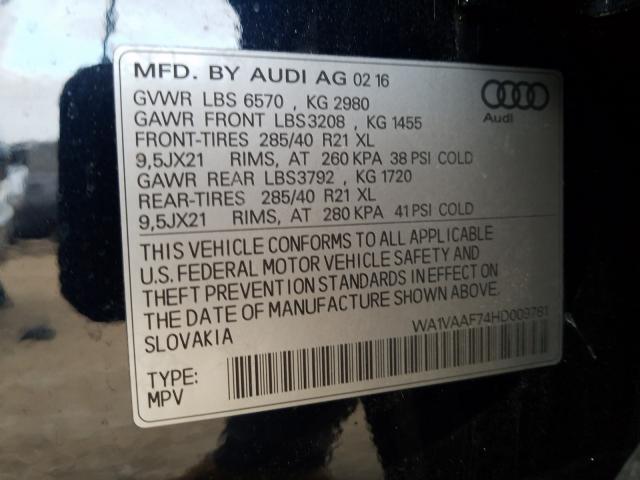 MFD. BY AUDI AG 02 16
GVWR LBS 6570 , KG 2980
GAWR FRONT LBS3208 , KG 1455
FRONT-TIRES 285/40 R21 XL
9,5JX21 RIMS, AT 260 KPA 38 PSI COLD
GAWR REAR LBS3792 , KG 1720
REAR-TIRES 285/40 R21 XL
9,5JX21 RIMS, AT 280 KPA 41 PSI COLD
Audi
THIS VEHICLE CONFORMS TO ALL APPLICABLE
U.S. FEDERAL MOTOR VEHICLE SAFETY AND
THEFT PREVENTION STANDARDS IN EFFECT ON
THE DATE OF MANUFACTURE SHOWN ABOVE.
SLOVAKIA
WA1VAAF74HD009781
TYPE:
MPV